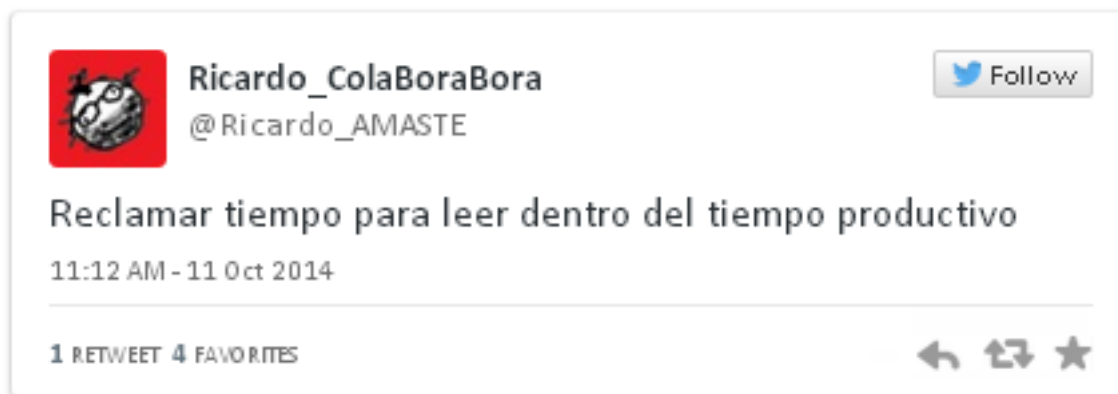 Ricardo_ColaBoraBora
Follow
@Ricardo_AMASTE
Reclamar tiempo para leer dentro del tiempo productivo
11:12 AM - 11 Oct 2014
1 RETWEET 4 FAVORITES